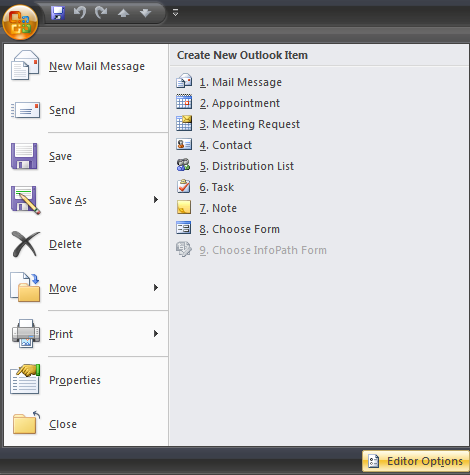 New Mail Message
Send
Save
Save As
Delete
Move
Print
Properties
Close
Create New Outlook Item
1. Mail Message
2. Appointment
3. Meeting Request
4. Contact
5. Distribution List
6. Task
7. Note
8. Choose Form
9. Choose InfoPath Form
Editor Options